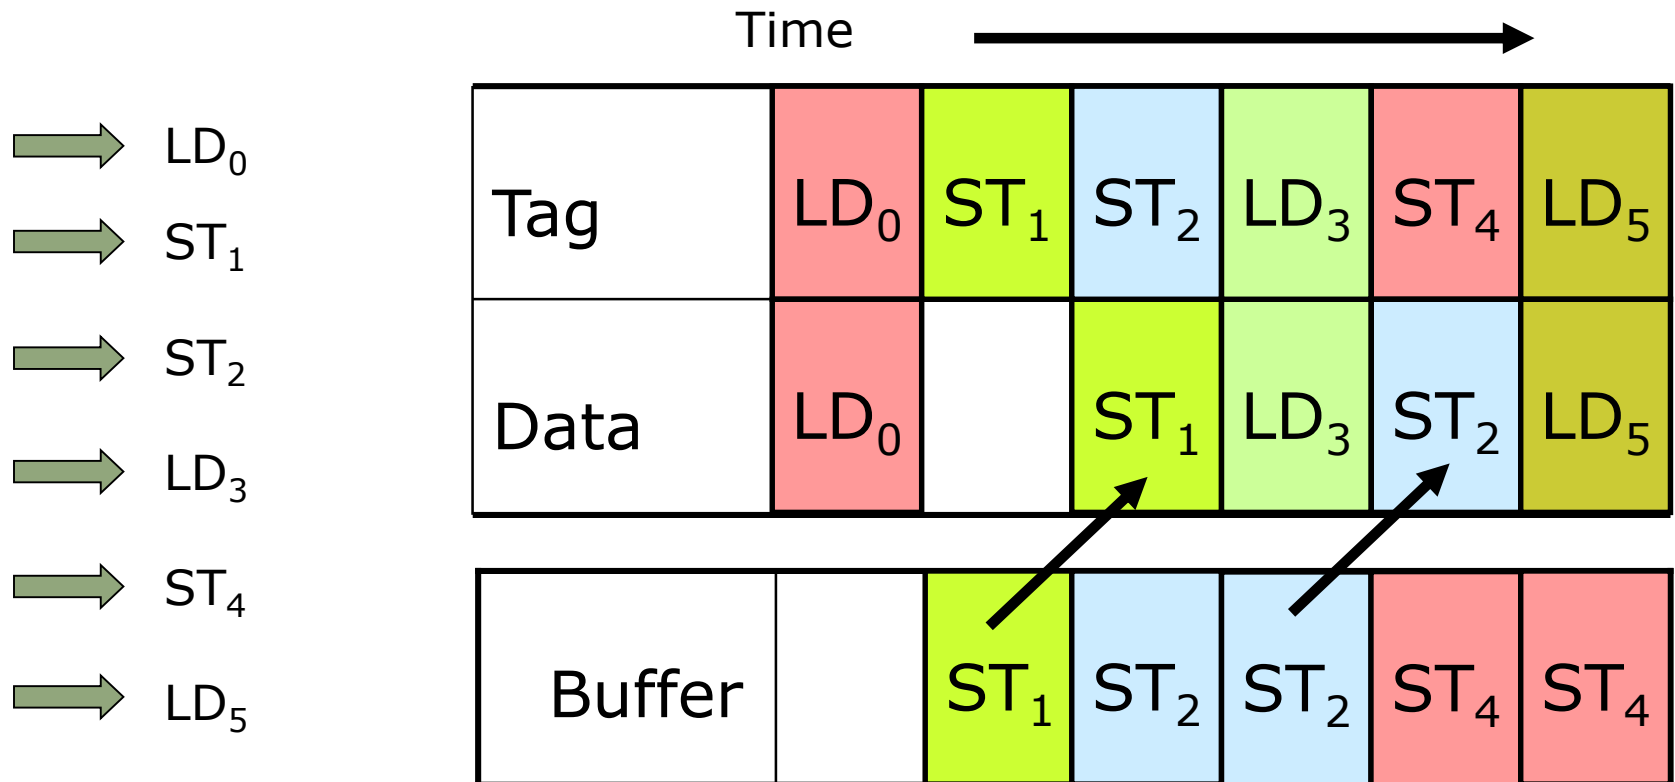 Time
LD₀
ST₁
ST₂
LD₃
ST₄
LD₅
Tag LD₀ ST₁ ST₂ LD₃ ST₄ LD₅
Data LD₀ ST₁ LD₃ ST₂ LD₅
Buffer ST₁ ST₂ ST₂ ST₄ ST₄